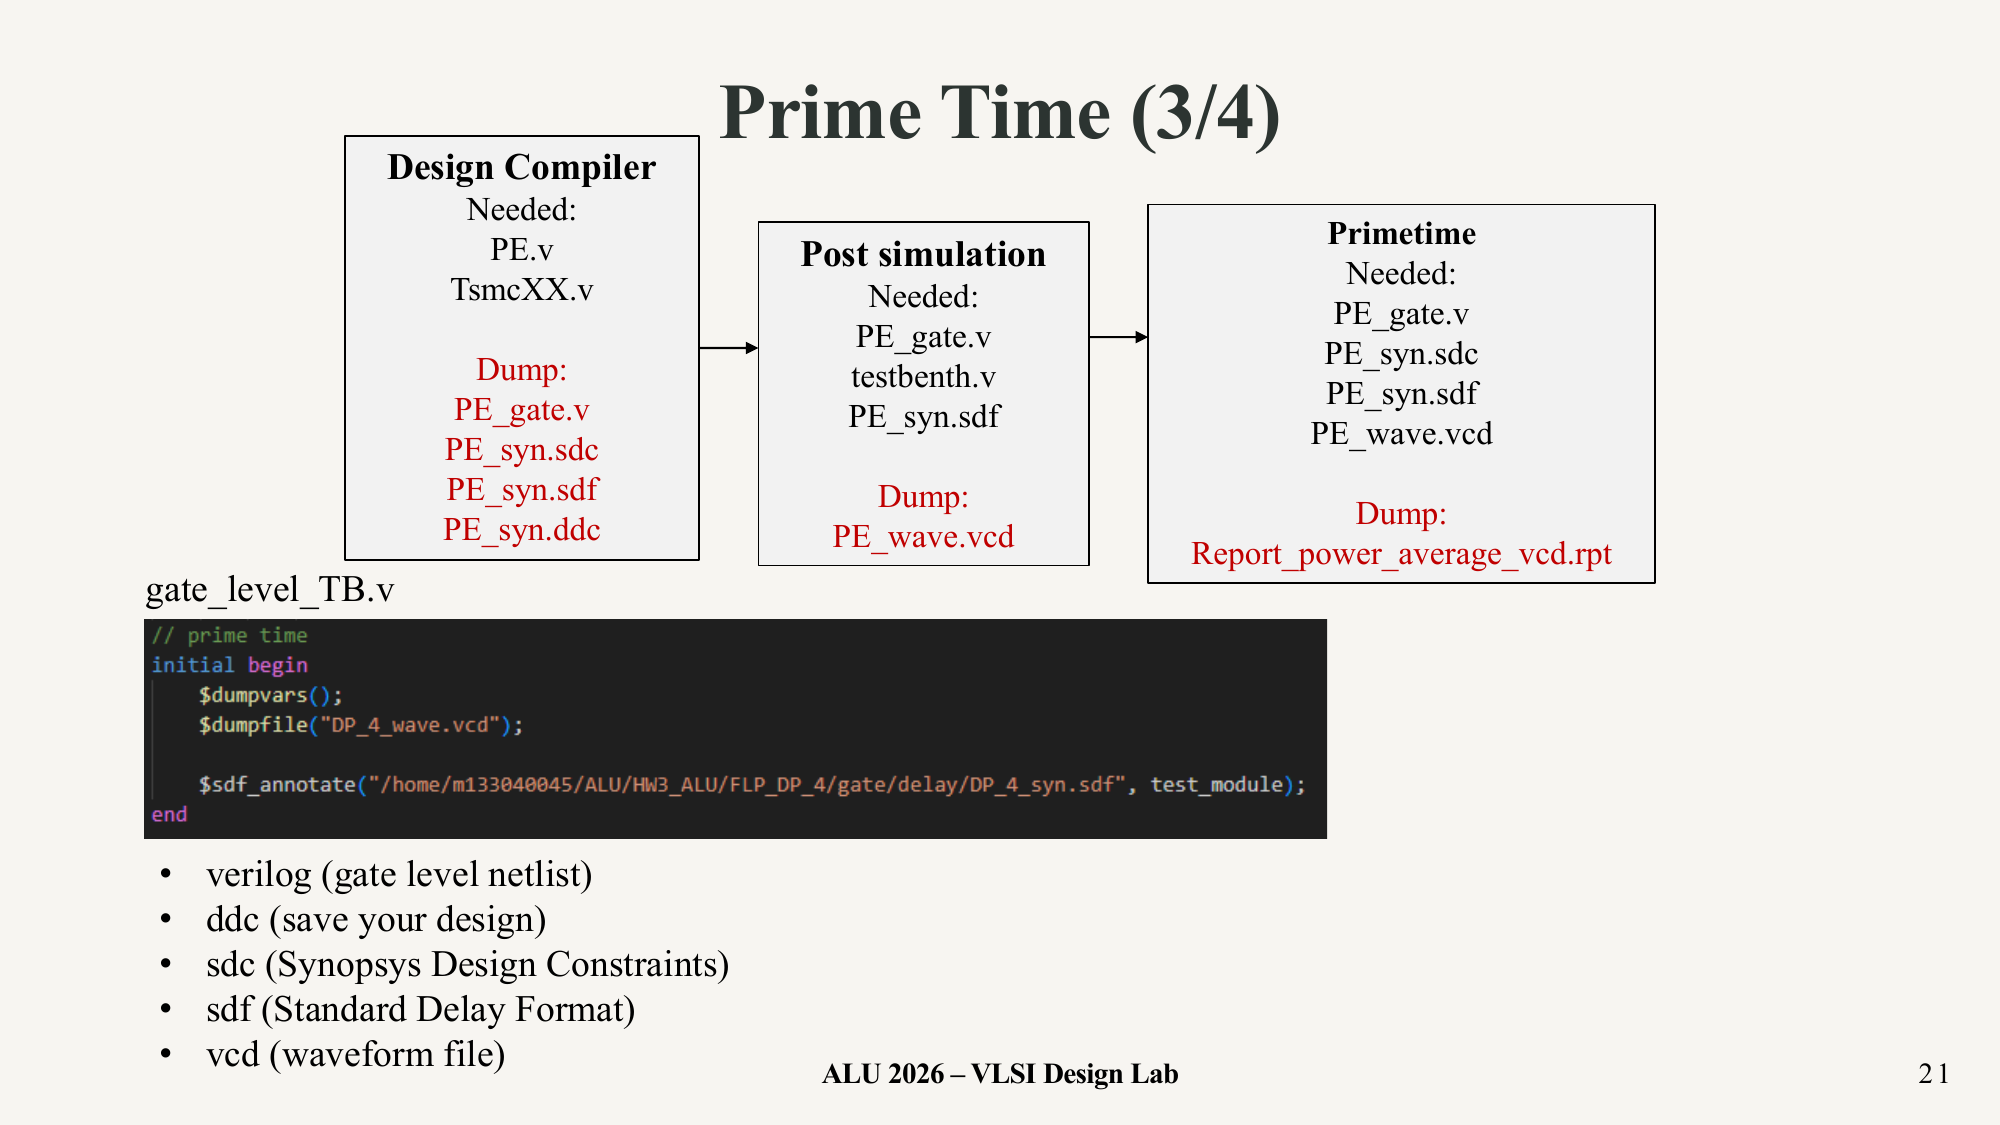 Prime Time (3/4)
Design Compiler
Needed:
PE.v
TsmcXX.v
Dump:
PE_gate.v
PE_syn.sdc
PE_syn.sdf
PE_syn.ddc
Post simulation
Needed:
PE_gate.v
testbenth.v
PE_syn.sdf
Dump:
PE_wave.vcd
Primetime
Needed:
PE_gate.v
PE_syn.sdc
PE_syn.sdf
PE_wave.vcd
Dump:
Report_power_average_vcd.rpt
gate_level_TB.v
// prime time
initial begin
$dumpvars();
$dumpfile("DP_4_wave.vcd");
$sdf_annotate("/home/m133040045/ALU/HW3_ALU/FLP_DP_4/gate/delay/DP_4_syn.sdf", test_module);
end
• verilog (gate level netlist)
• ddc (save your design)
• sdc (Synopsys Design Constraints)
• sdf (Standard Delay Format)
• vcd (waveform file)
ALU 2026 – VLSI Design Lab
21